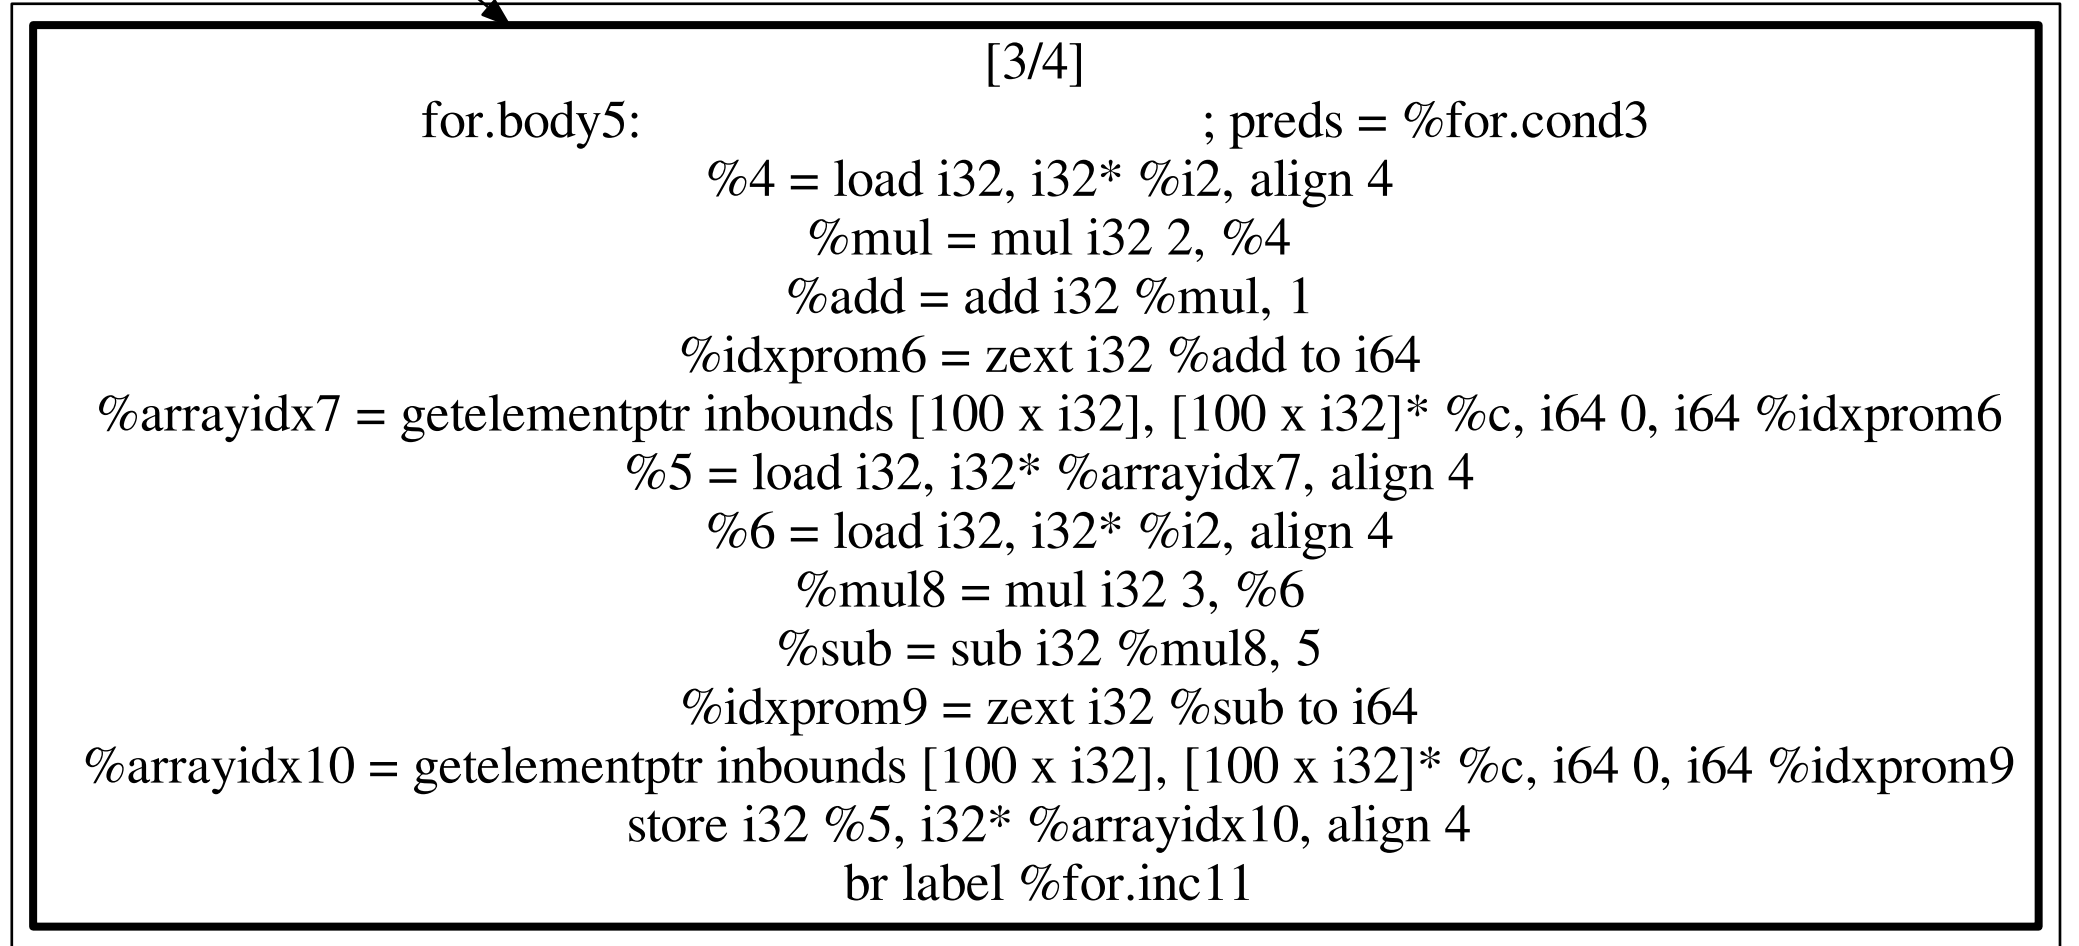 [3/4]
for.body5: ; preds = %for.cond3
%4 = load i32, i32* %i2, align 4
%mul = mul i32 2, %4
%add = add i32 %mul, 1
%idxprom6 = zext i32 %add to i64
%arrayidx7 = getelementptr inbounds [100 x i32], [100 x i32]* %c, i64 0, i64 %idxprom6
%5 = load i32, i32* %arrayidx7, align 4
%6 = load i32, i32* %i2, align 4
%mul8 = mul i32 3, %6
%sub = sub i32 %mul8, 5
%idxprom9 = zext i32 %sub to i64
%arrayidx10 = getelementptr inbounds [100 x i32], [100 x i32]* %c, i64 0, i64 %idxprom9
store i32 %5, i32* %arrayidx10, align 4
br label %for.inc11